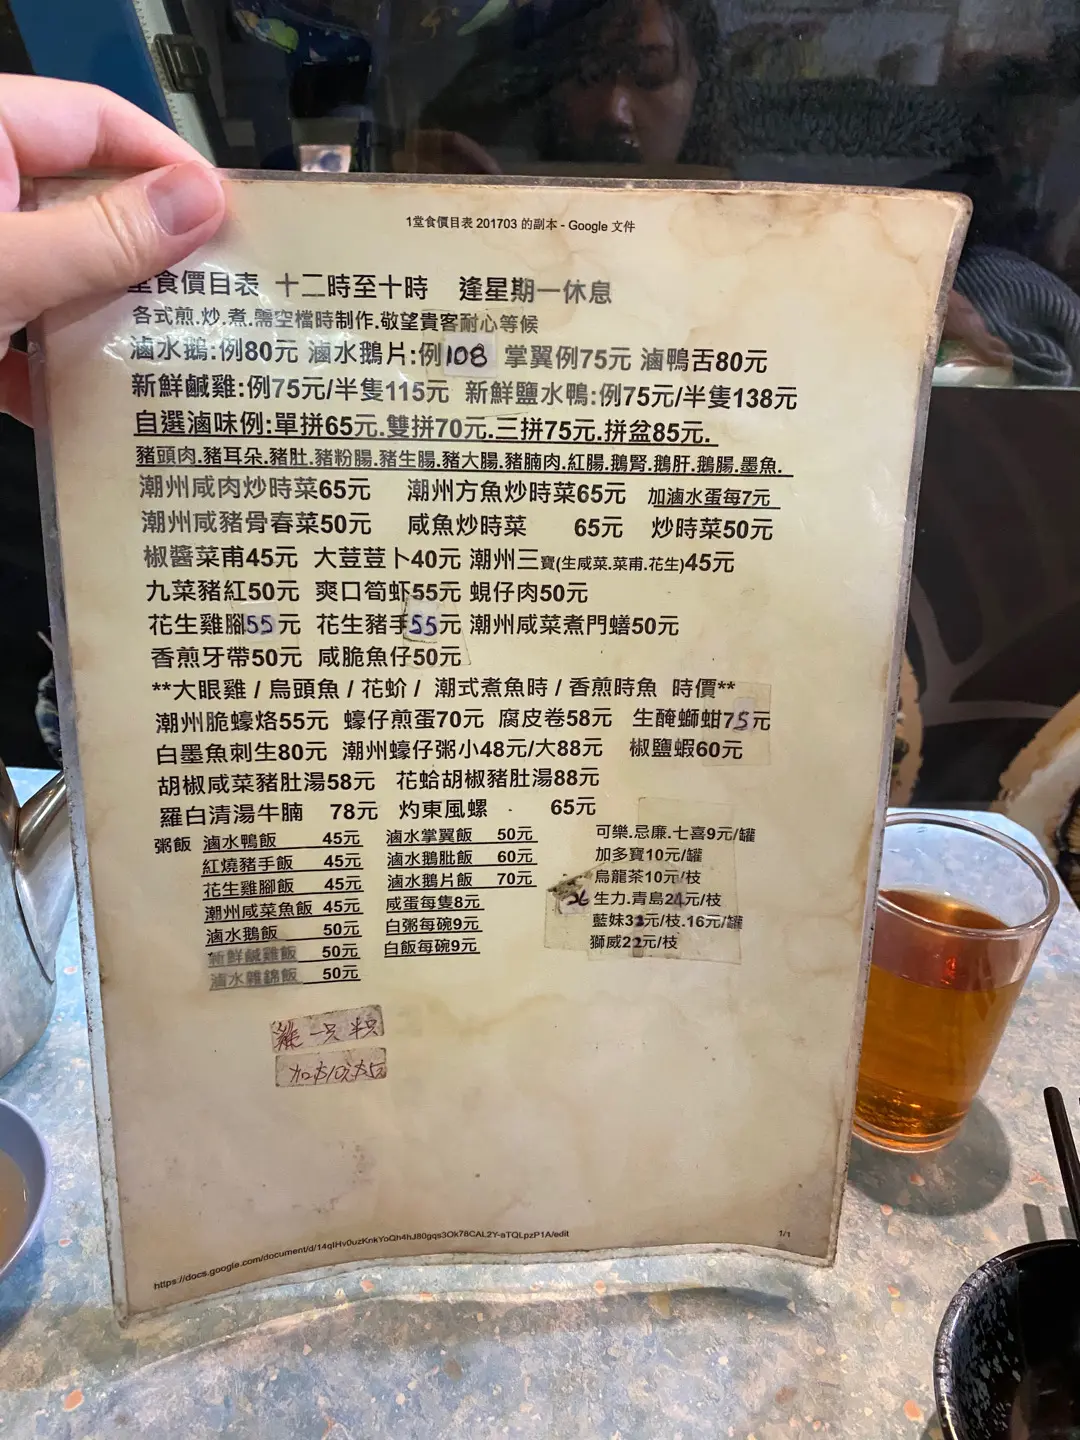 1堂食價目表 201703 的副本 - Google 文件
堂食價目表 十二時至十時 逢星期一休息
各式煎.炒.煮.需空檔時制作.敬望貴客耐心等候
滷水鵝:例80元 滷水鵝片:例108 掌翼例75元 滷鴨舌80元
新鮮鹹雞:例75元/半隻115元 新鮮鹽水鴨:例75元/半隻138元
自選滷味例:單拼65元.雙拼70元.三拼75元.拼盆85元.
豬頭肉.豬耳朵.豬肚.豬粉腸.豬生腸.豬大腸.豬腩肉.紅腸.鵝腎.鵝肝.鵝腸.墨魚.
潮州咸肉炒時菜65元 潮州方魚炒時菜65元 加滷水蛋每7元
潮州咸豬骨春菜50元 咸魚炒時菜 65元 炒時菜50元
椒醬菜甫45元 大荳荳卜40元 潮州三寶(生咸菜.菜甫.花生)45元
九菜豬紅50元 爽口筍虾55元 蜆仔肉50元
花生雞腳55元 花生豬手55元 潮州咸菜煮門鱔50元
香煎牙帶50元 咸脆魚仔50元
**大眼雞 / 烏頭魚 / 花蚧 / 潮式煮魚時 / 香煎時魚 時價**
潮州脆蠔烙55元 蠔仔煎蛋70元 腐皮卷58元 生醃螄蚶75元
白墨魚刺生80元 潮州蠔仔粥小48元/大88元 椒鹽蝦60元
胡椒咸菜豬肚湯58元 花蛤胡椒豬肚湯88元
羅白清湯牛腩 78元 灼東風螺 65元
粥飯 滷水鴨飯 45元 滷水掌翼飯 50元 可樂.忌廉.七喜9元/罐
紅燒豬手飯 45元 滷水鵝肶飯 60元 加多寶10元/罐
花生雞腳飯 45元 滷水鵝片飯 70元 烏龍茶10元/枝
潮州咸菜魚飯 45元 咸蛋每隻8元 26 生力.青島24元/枝
滷水鵝飯 50元 白粥每碗9元 藍妹32元/枝.16元/罐
新鮮鹹雞飯 50元 白飯每碗9元 獅威22元/枝
滷水雜錦飯 50元
雞一只 半只
https://docs.google.com/document/d/14qIHv0uzKnkYoQh4hJ80gqs3Ok78CAL2Y-aTQLpzP1A/edit 1/1